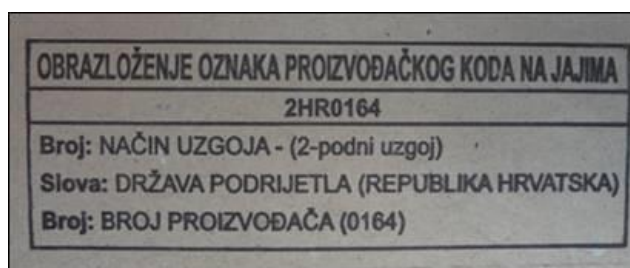 OBRAZLOŽENJE OZNAKA PROIZVOĐAČKOG KODA NA JAJIMA
2HR0164
Broj: NAČIN UZGOJA - (2-podni uzgoj)
Slova: DRŽAVA PODRIJETLA (REPUBLIKA HRVATSKA)
Broj: BROJ PROIZVOĐAČA (0164)